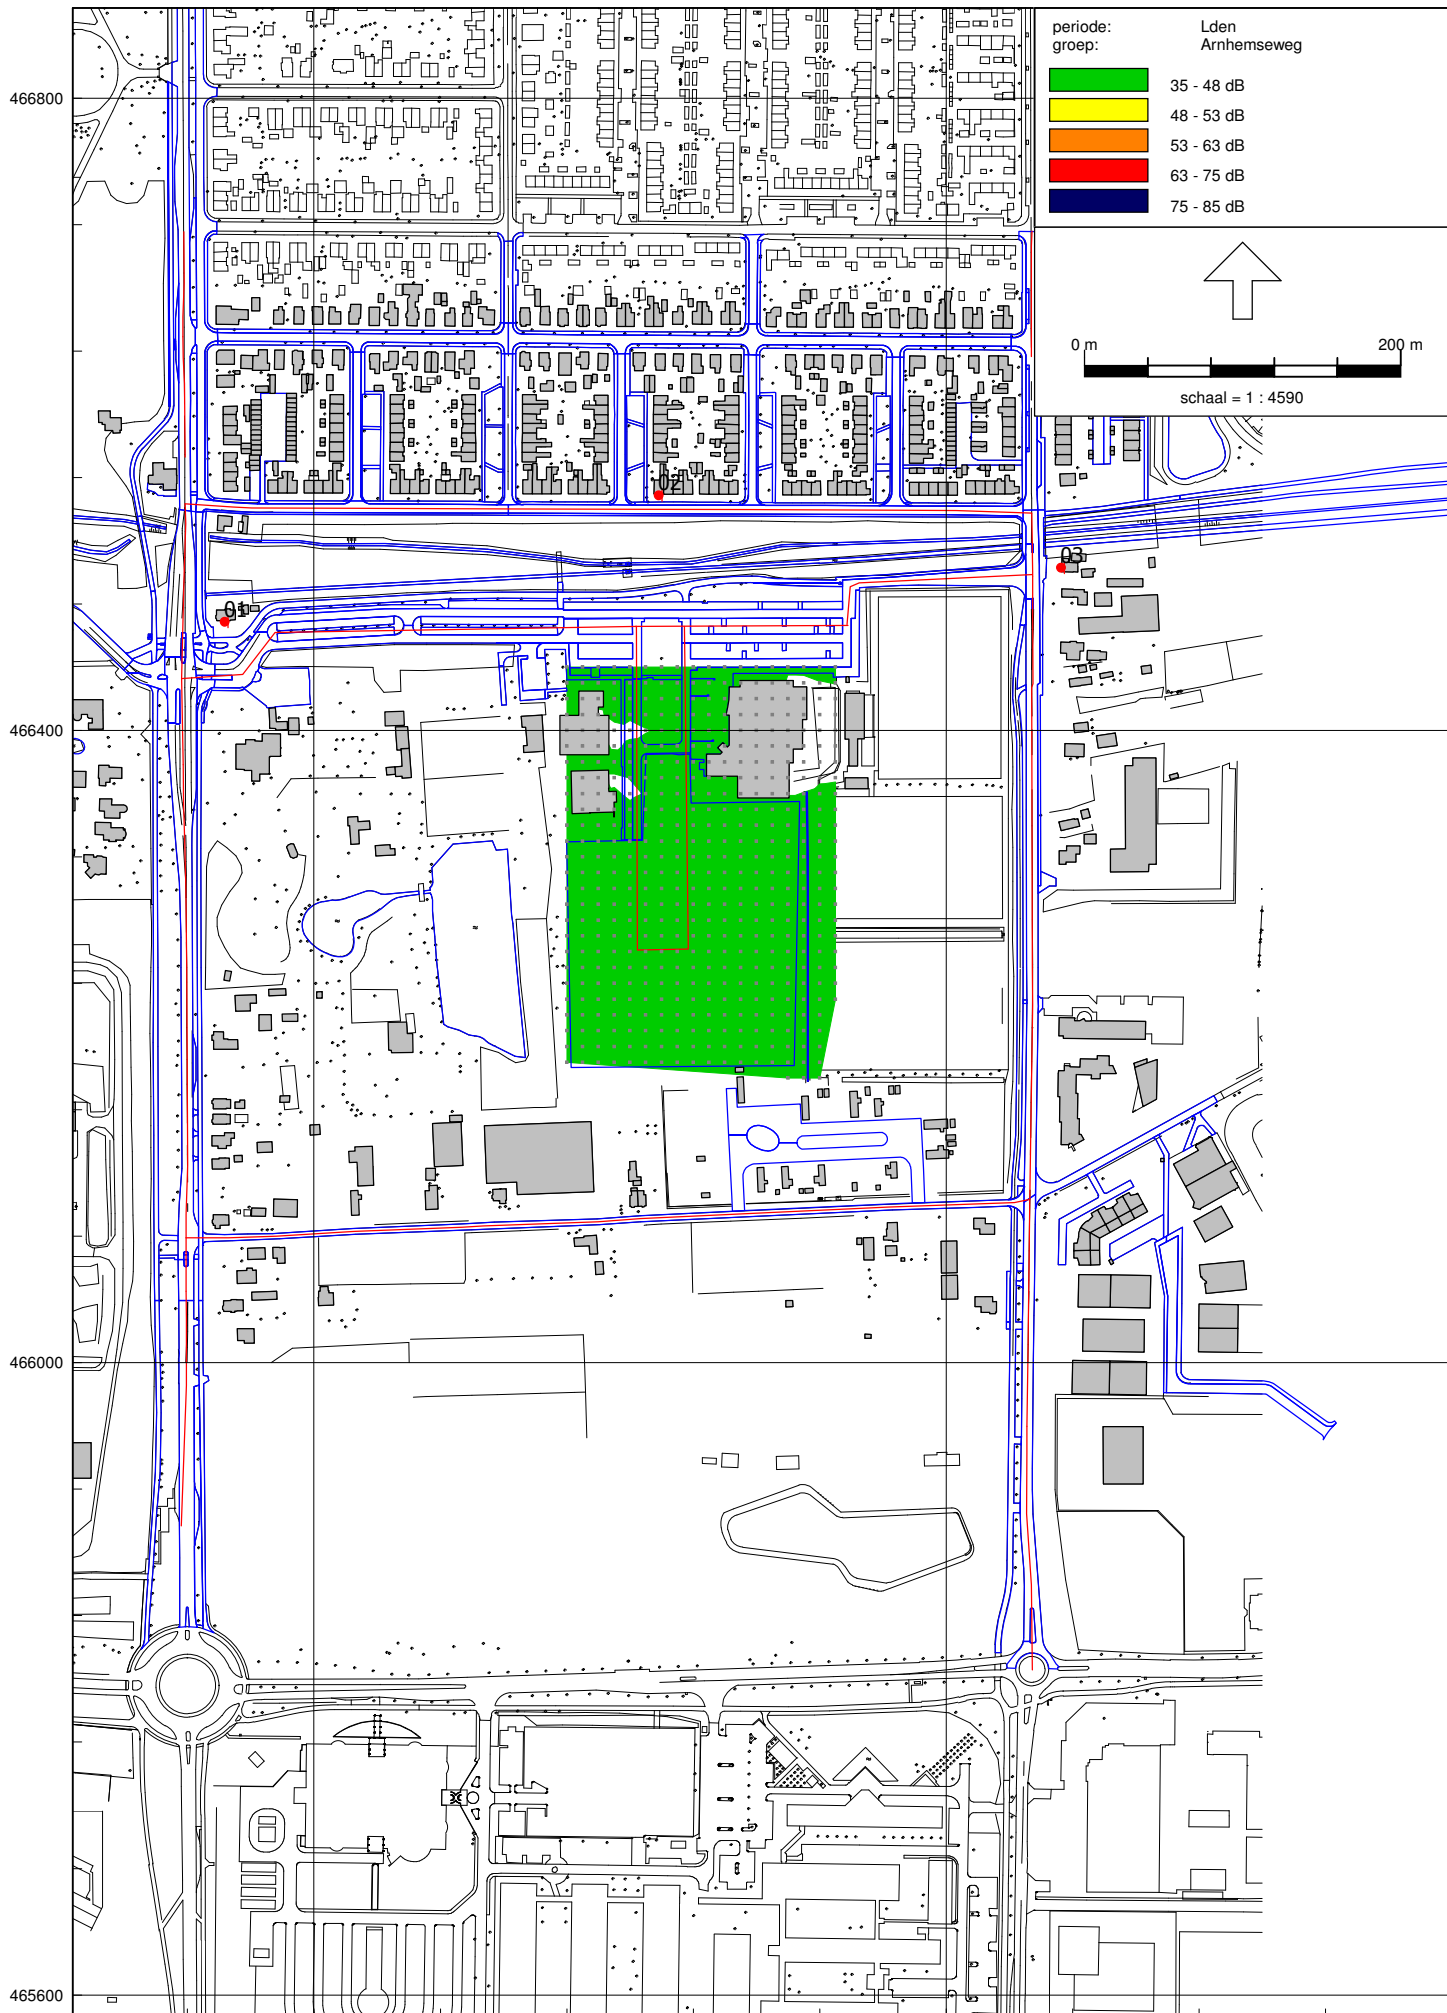 periode: Lden
groep: Arnhemseweg
35 - 48 dB
48 - 53 dB
53 - 63 dB
63 - 75 dB
75 - 85 dB
0 m 200 m
schaal = 1 : 4590
466800
02
03
01
466400
466000
465600